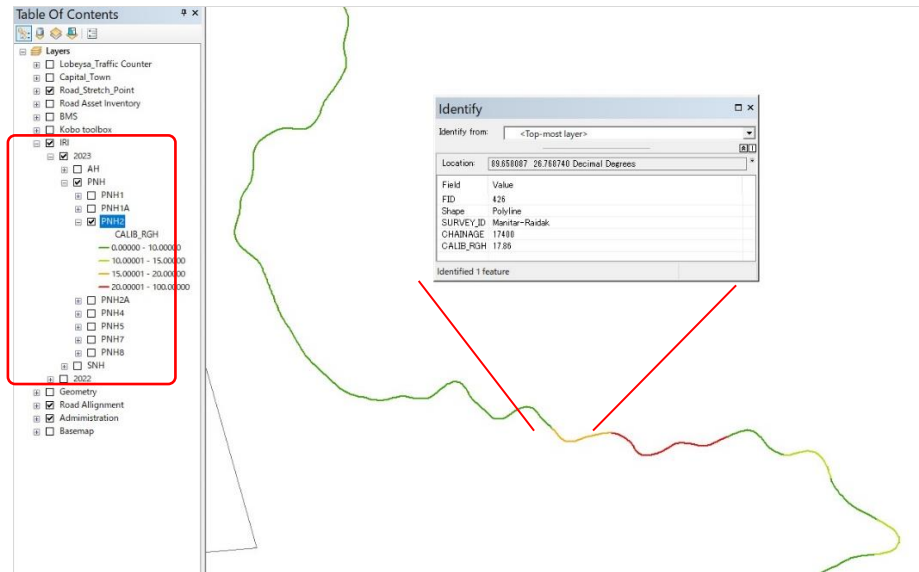 Table Of Contents
Layers
Lobeysa_Traffic Counter
Capital_Town
Road_Stretch_Point
Road Asset Inventory
BMS
Kobo toolbox
IRI
2023
AH
PNH
PNH1
PNH1A
PNH2
CALIB_RGH
0.00000 - 10.00000
10.00001 - 15.00000
15.00001 - 20.00000
20.00001 - 100.00000
PNH2A
PNH4
PNH5
PNH7
PNH8
SNH
2022
Geometry
Road Allignment
Admimistration
Basemap
Identify
Identify from: <Top-most layer>
Location: 89.650087 26.760740 Decimal Degrees
Field Value
FID 426
Shape Polyline
SURVEY_ID Manitar-Raidak
CHAINAGE 17400
CALIB_RGH 17.86
Identified 1 feature